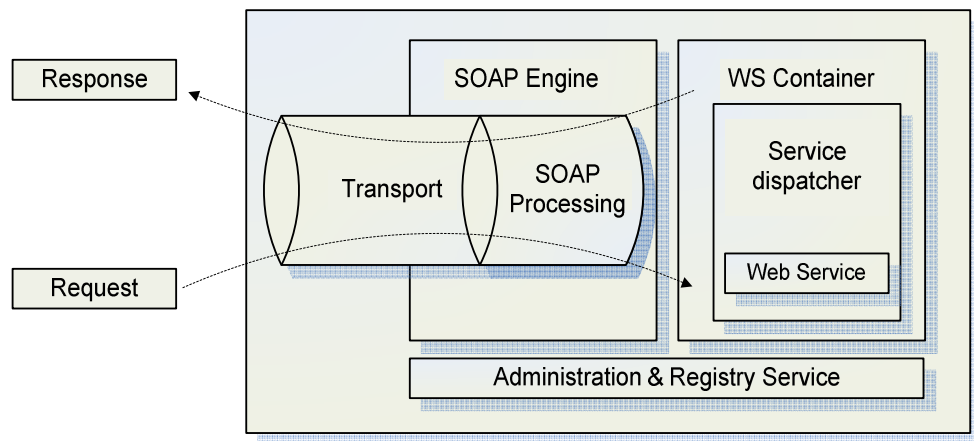 Response
SOAP Engine
WS Container
Transport
SOAP
Processing
Service
dispatcher
Request
Web Service
Administration & Registry Service